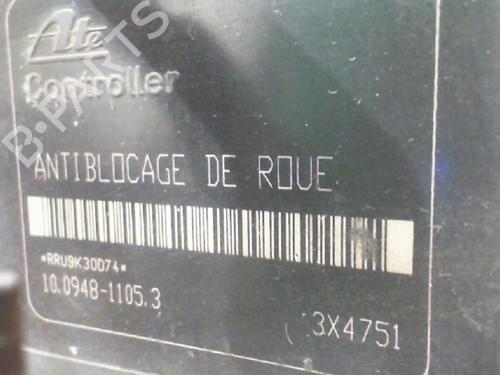 Ate
B-PARTS
Controller
ANTIBLOCAGE DE ROUE
*RRU9K30D74*
10.0948-1105.3
3X4751